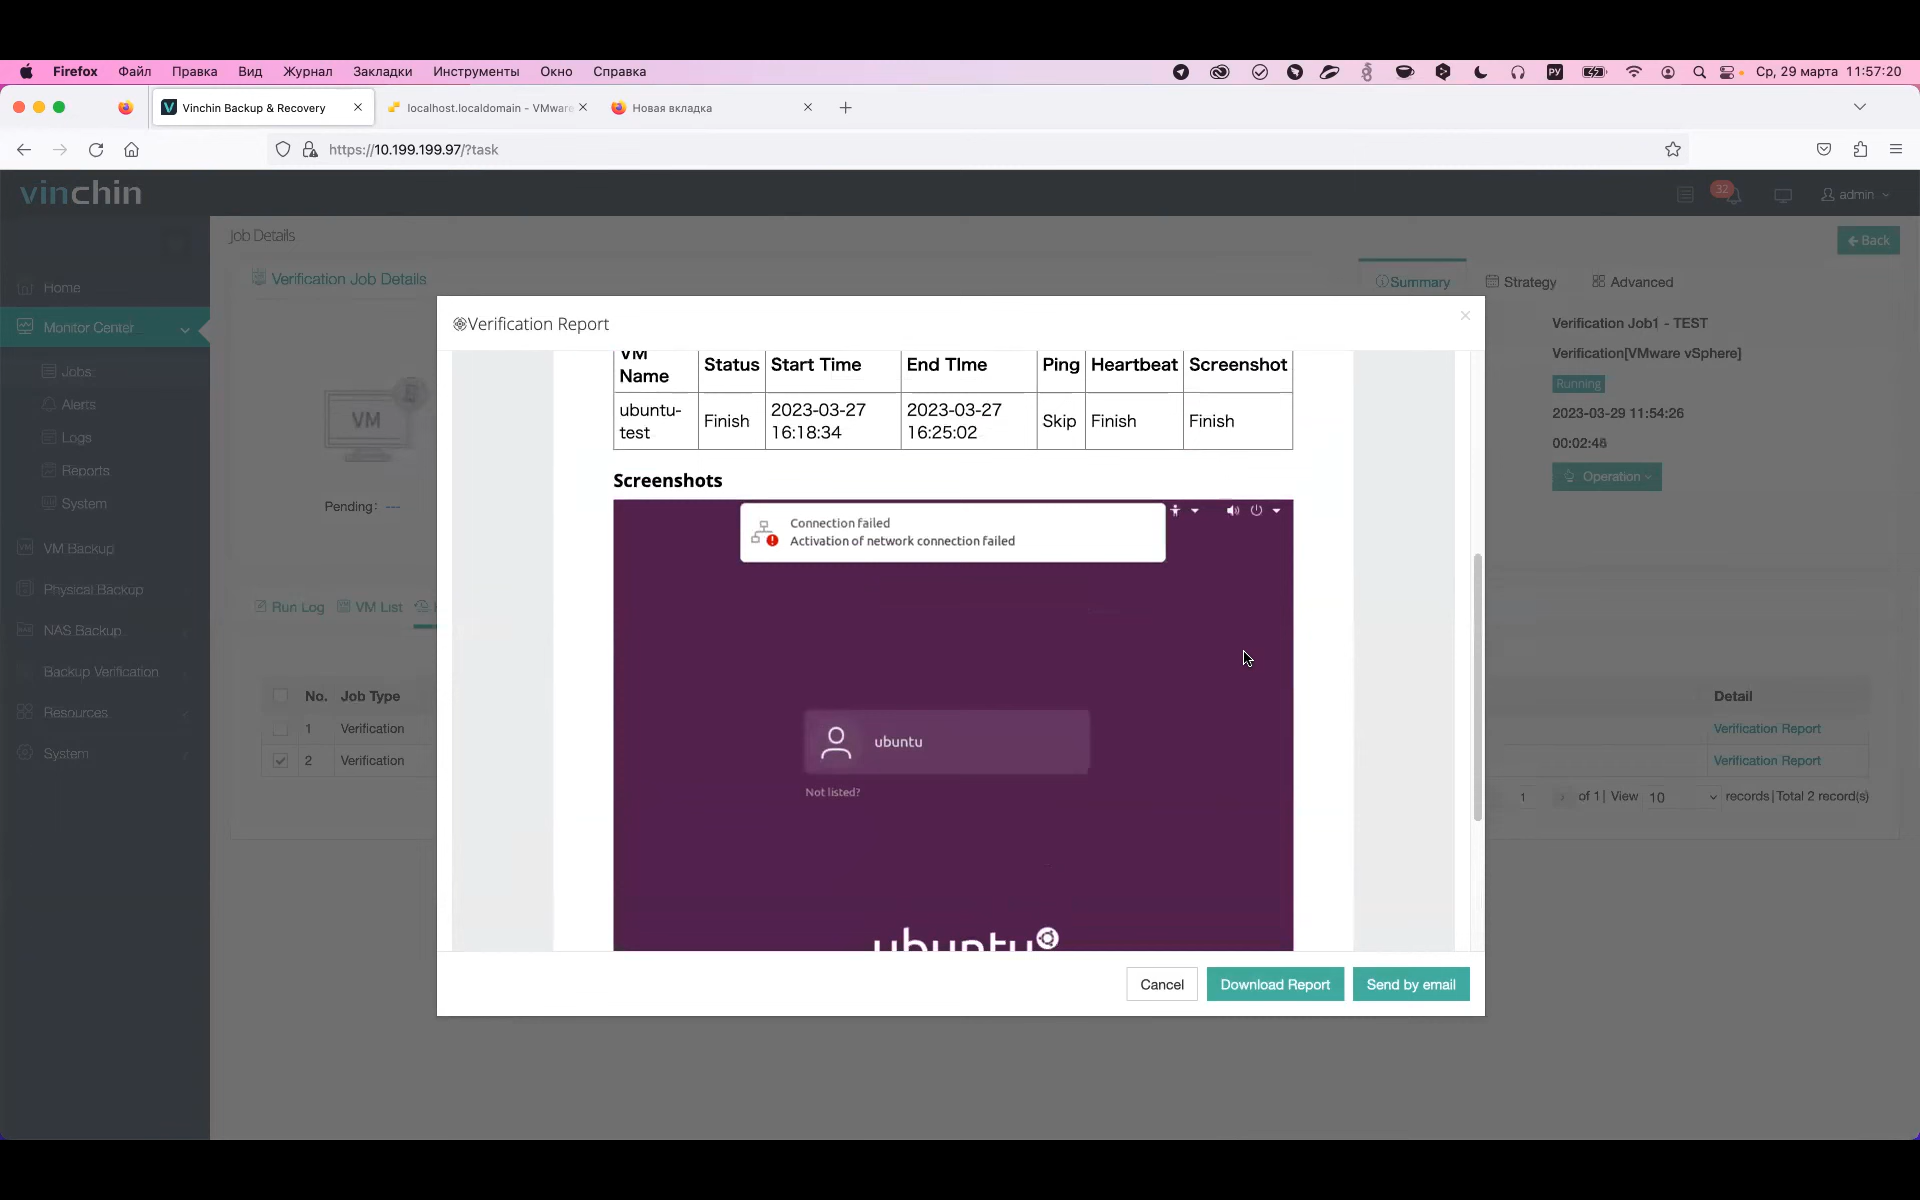 Firefox Файл Правка Вид Журнал Закладки Инструменты Окно Справка РУ Ср, 29 марта 11:57:20
Vinchin Backup & Recovery localhost.localdomain - VMware Новая вкладка
https://10.199.199.97/?task
vinchin 32 admin
Job Details
Back
Verification Job Details
Summary Strategy Advanced
Home
Monitor Center
Jobs
Alerts
Logs
Reports
System
VM Backup
Physical Backup
NAS Backup
Backup Verification
Resources
System
VM
Pending: ---
Verification Job1 - TEST
Verification[VMware vSphere]
Running
2023-03-29 11:54:26
Operation
Run Log VM List
No. Job Type Detail
1 Verification Verification Report
2 Verification Verification Report
1 of 1 | View 10 records | Total 2 record(s)
Verification Report
VM Name Status Start Time End TIme Ping Heartbeat Screenshot
ubuntu-test Finish 2023-03-27 16:18:34 2023-03-27 16:25:02 Skip Finish Finish
Screenshots
Connection failed
Activation of network connection failed
ubuntu
Not listed?
ubuntu
Cancel Download Report Send by email